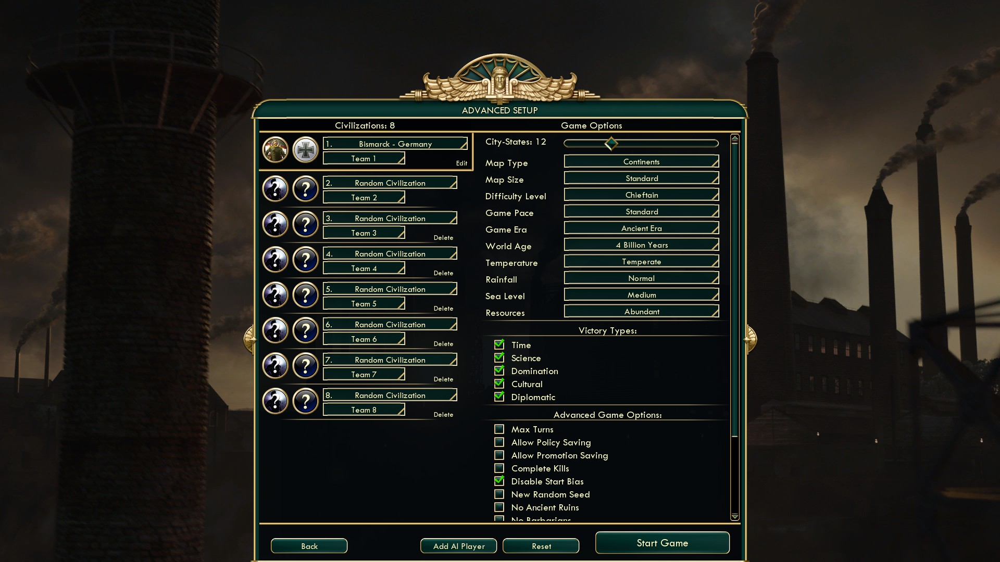 ADVANCED SETUP
Civilizations: 8
Game Options
1. Bismarck - Germany
Team 1
Edit
2. Random Civilization
Team 2
3. Random Civilization
Team 3
Delete
4. Random Civilization
Team 4
Delete
5. Random Civilization
Team 5
Delete
6. Random Civilization
Team 6
Delete
7. Random Civilization
Team 7
Delete
8. Random Civilization
Team 8
Delete
City-States: 12
Map Type Continents
Map Size Standard
Difficulty Level Chieftain
Game Pace Standard
Game Era Ancient Era
World Age 4 Billion Years
Temperature Temperate
Rainfall Normal
Sea Level Medium
Resources Abundant
Victory Types:
Time
Science
Domination
Cultural
Diplomatic
Advanced Game Options:
Max Turns
Allow Policy Saving
Allow Promotion Saving
Complete Kills
Disable Start Bias
New Random Seed
No Ancient Ruins
No Barbarians
Back
Add AI Player
Reset
Start Game